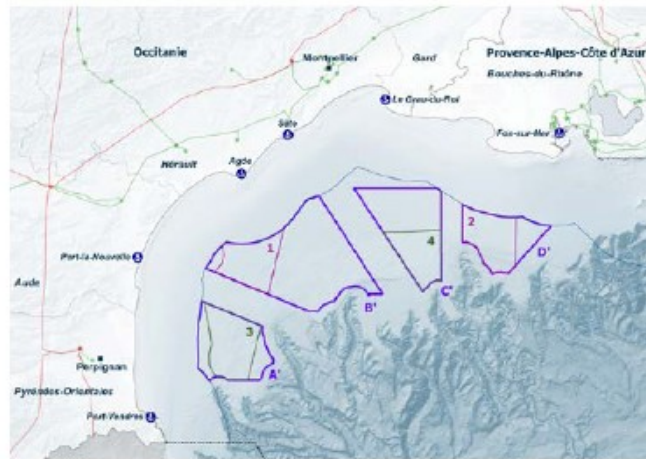 Occitanie
Montpellier
Gard
Provence-Alpes-Côte d'Azur
Bouches-du-Rhône
Le Grau-du-Roi
Sète
Fos-sur-Mer
Hérault
Agde
Port-la-Nouvelle
Aude
1
2
4
D'
B'
C'
3
A'
Perpignan
Pyrénées-Orientales
Port-Vendres